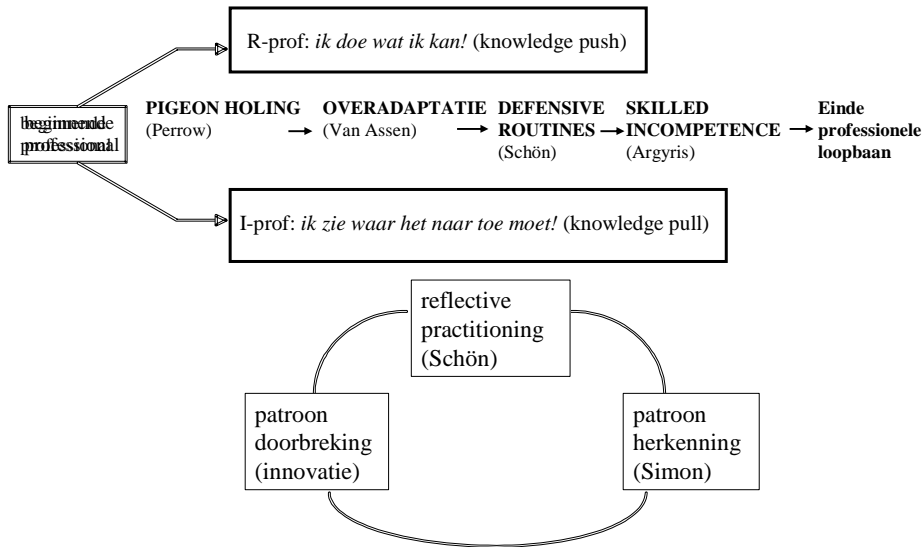 R-prof: ik doe wat ik kan! (knowledge push)
beginnende
professional
PIGEON HOLING
(Perrow)
OVERADAPTATIE
(Van Assen)
DEFENSIVE
ROUTINES
(Schön)
SKILLED
INCOMPETENCE
(Argyris)
Einde
professionele
loopbaan
I-prof: ik zie waar het naar toe moet! (knowledge pull)
reflective
practitioning
(Schön)
patroon
doorbreking
(innovatie)
patroon
herkenning
(Simon)